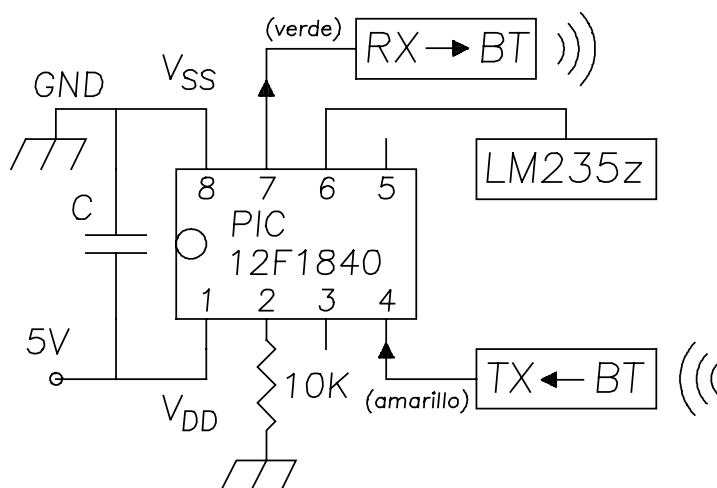 (verde)
RX BT
GND
VSS
8 7 6 5
LM235z
C
PIC
12F1840
1 2 3 4
5V
10K
TX BT
(amarillo)
VDD